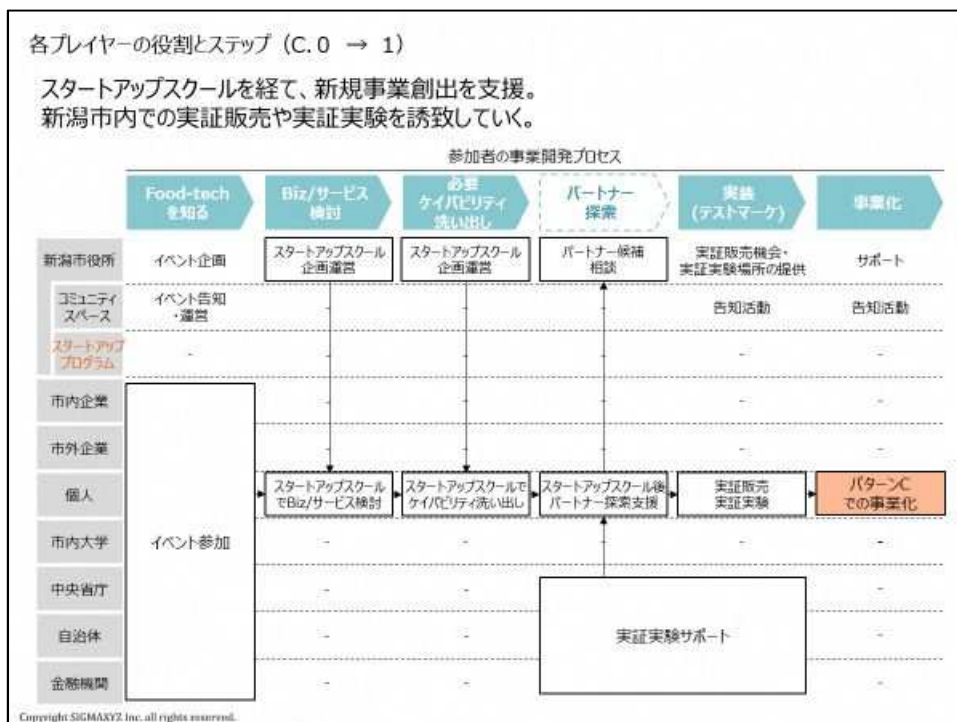 各プレイヤーの役割とステップ（C.0 → 1）
スタートアップスクールを経て、新規事業創出を支援。
新潟市内での実証販売や実証実験を誘致していく。
参加者の事業開発プロセス
Food-tech
を知る
Biz/サービス
検討
必要
ケイパビリティ
洗い出し
パートナー
探索
実装
(テストマーケ)
事業化
新潟市役所
イベント企画
スタートアップスクール
企画運営
スタートアップスクール
企画運営
パートナー候補
相談
実証販売機会・
実証実験場所の提供
サポート
コミュニティ
スペース
イベント告知
・運営
-
-
-
告知活動
告知活動
スタートアップ
プログラム
-
-
-
-
-
-
市内企業
-
-
-
-
-
市外企業
-
-
-
-
-
個人
スタートアップスクール
でBiz/サービス検討
スタートアップスクールで
ケイパビリティ洗い出し
スタートアップスクール後
パートナー探索支援
実証販売
実証実験
パターンC
での事業化
市内大学
イベント参加
-
-
-
-
-
中央省庁
-
-
-
自治体
-
-
実証実験サポート
-
金融機関
-
-
-
Copyright SIGMAXYZ Inc. all rights reserved.